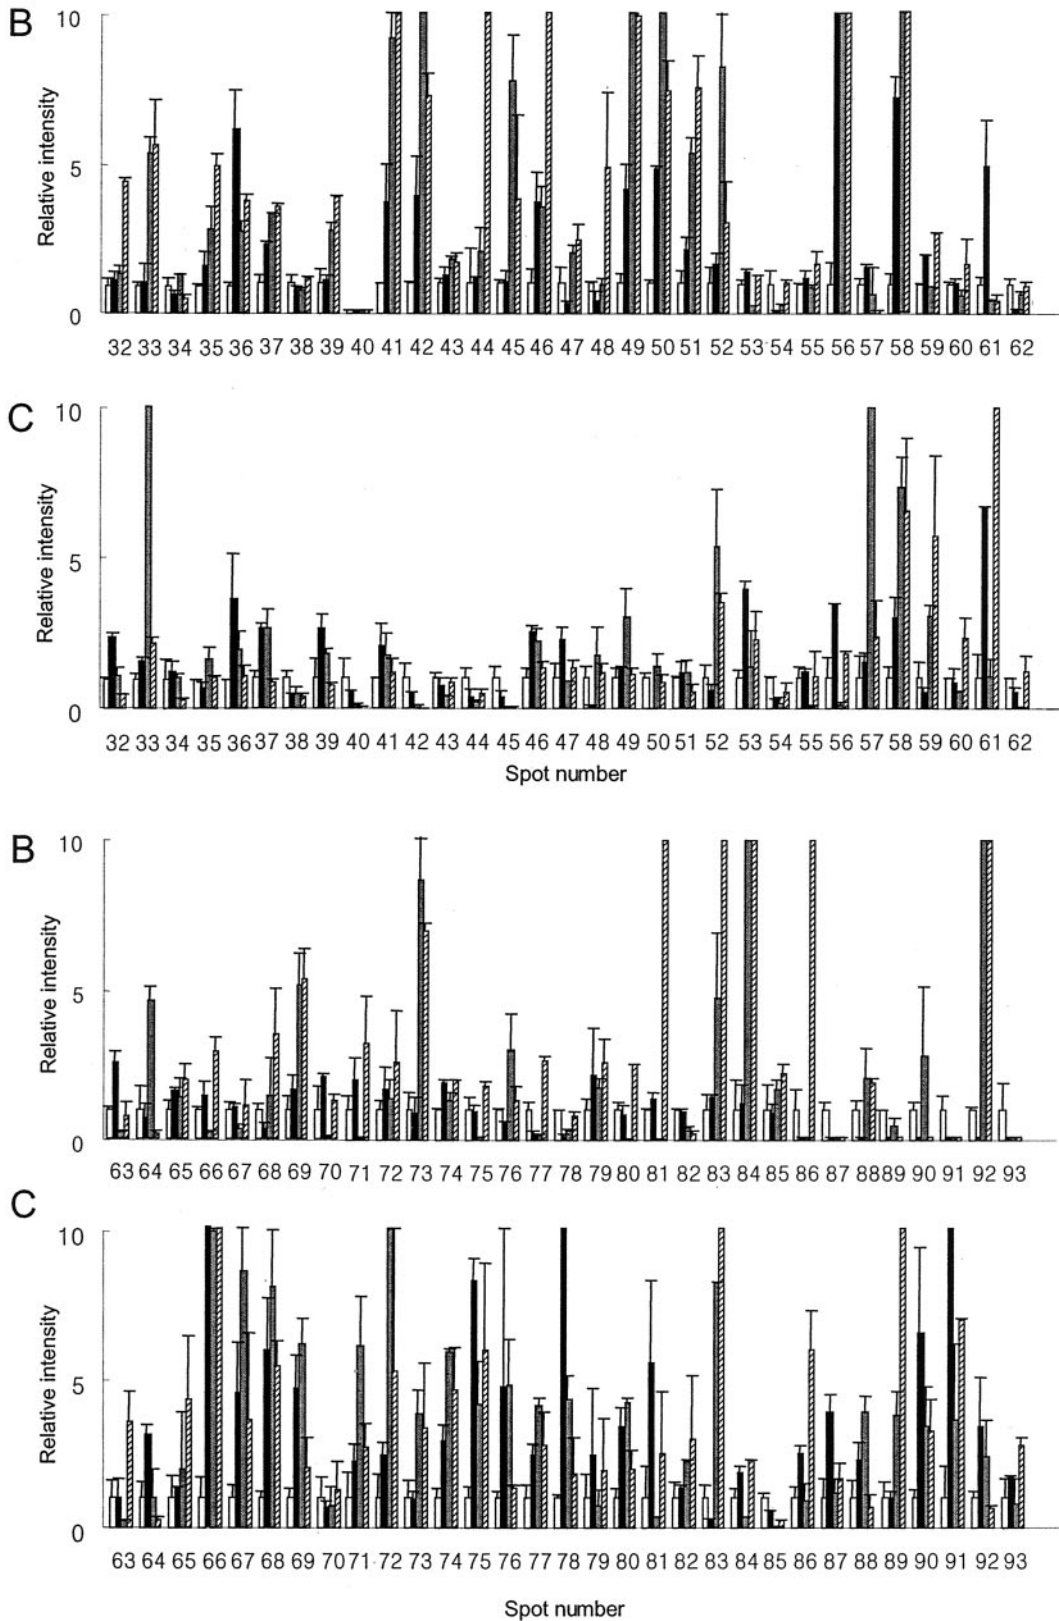 B
Relative intensity
10
5
0
32 33 34 35 36 37 38 39 40 41 42 43 44 45 46 47 48 49 50 51 52 53 54 55 56 57 58 59 60 61 62
C
Relative intensity
10
5
0
32 33 34 35 36 37 38 39 40 41 42 43 44 45 46 47 48 49 50 51 52 53 54 55 56 57 58 59 60 61 62
Spot number
B
Relative intensity
10
5
0
63 64 65 66 67 68 69 70 71 72 73 74 75 76 77 78 79 80 81 82 83 84 85 86 87 88 89 90 91 92 93
C
Relative intensity
10
5
0
63 64 65 66 67 68 69 70 71 72 73 74 75 76 77 78 79 80 81 82 83 84 85 86 87 88 89 90 91 92 93
Spot number